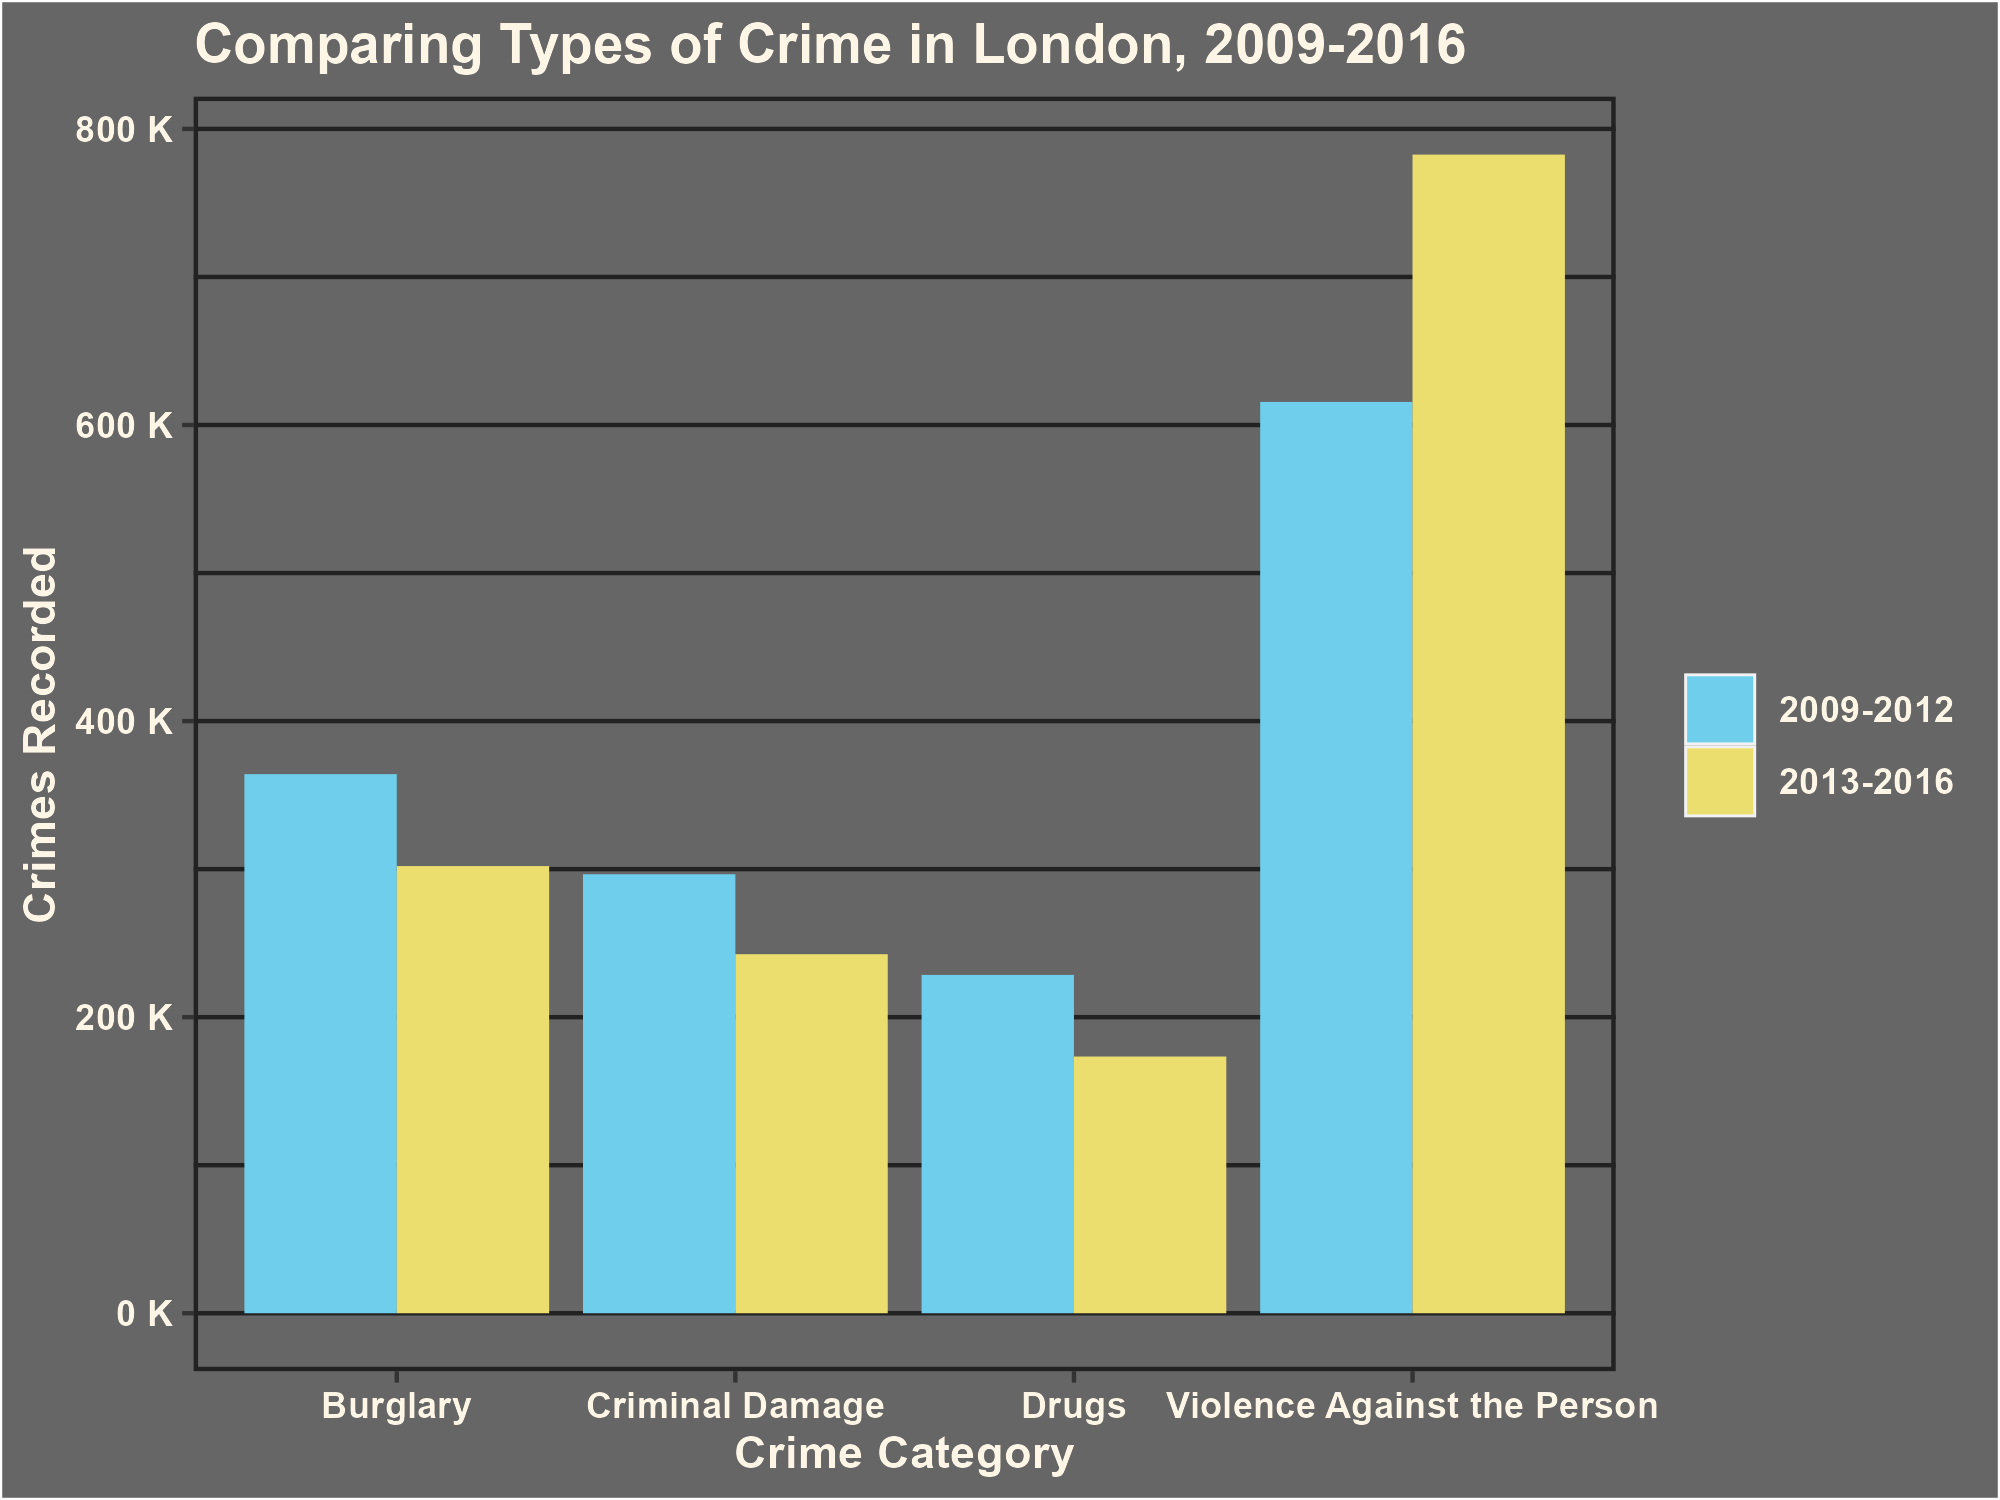 Comparing Types of Crime in London, 2009-2016
800 K
600 K
400 K
200 K
0 K
Crimes Recorded
Burglary
Criminal Damage
Drugs
Violence Against the Person
Crime Category
2009-2012
2013-2016